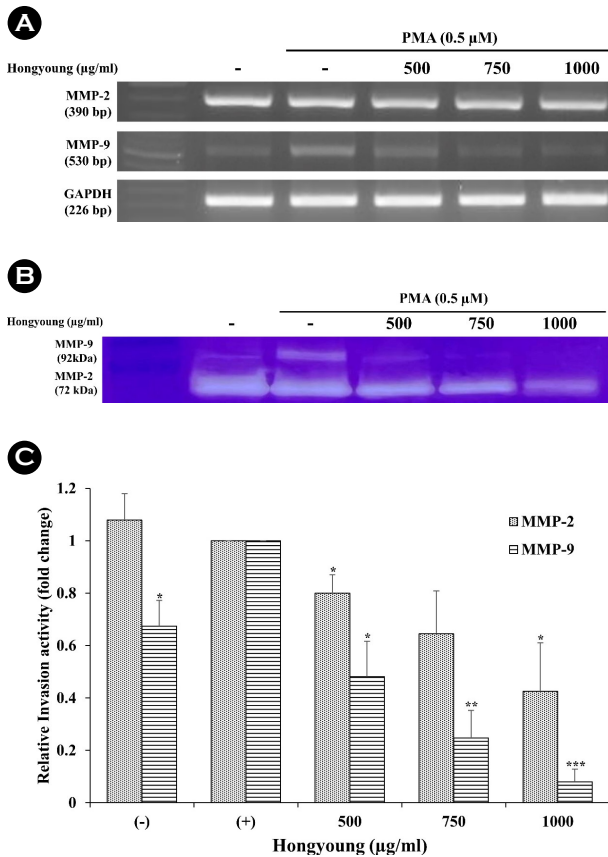 A
PMA (0.5 μM)
Hongyoung (μg/ml) - - 500 750 1000
MMP-2
(390 bp)
MMP-9
(530 bp)
GAPDH
(226 bp)
B
PMA (0.5 μM)
Hongyoung (μg/ml) - - 500 750 1000
MMP-9
(92kDa)
MMP-2
(72 kDa)
C
Relative Invasion activity (fold change)
1.2
1
0.8
0.6
0.4
0.2
0
MMP-2
MMP-9
*
*
*
**
*
***
(-) (+) 500 750 1000
Hongyoung (μg/ml)